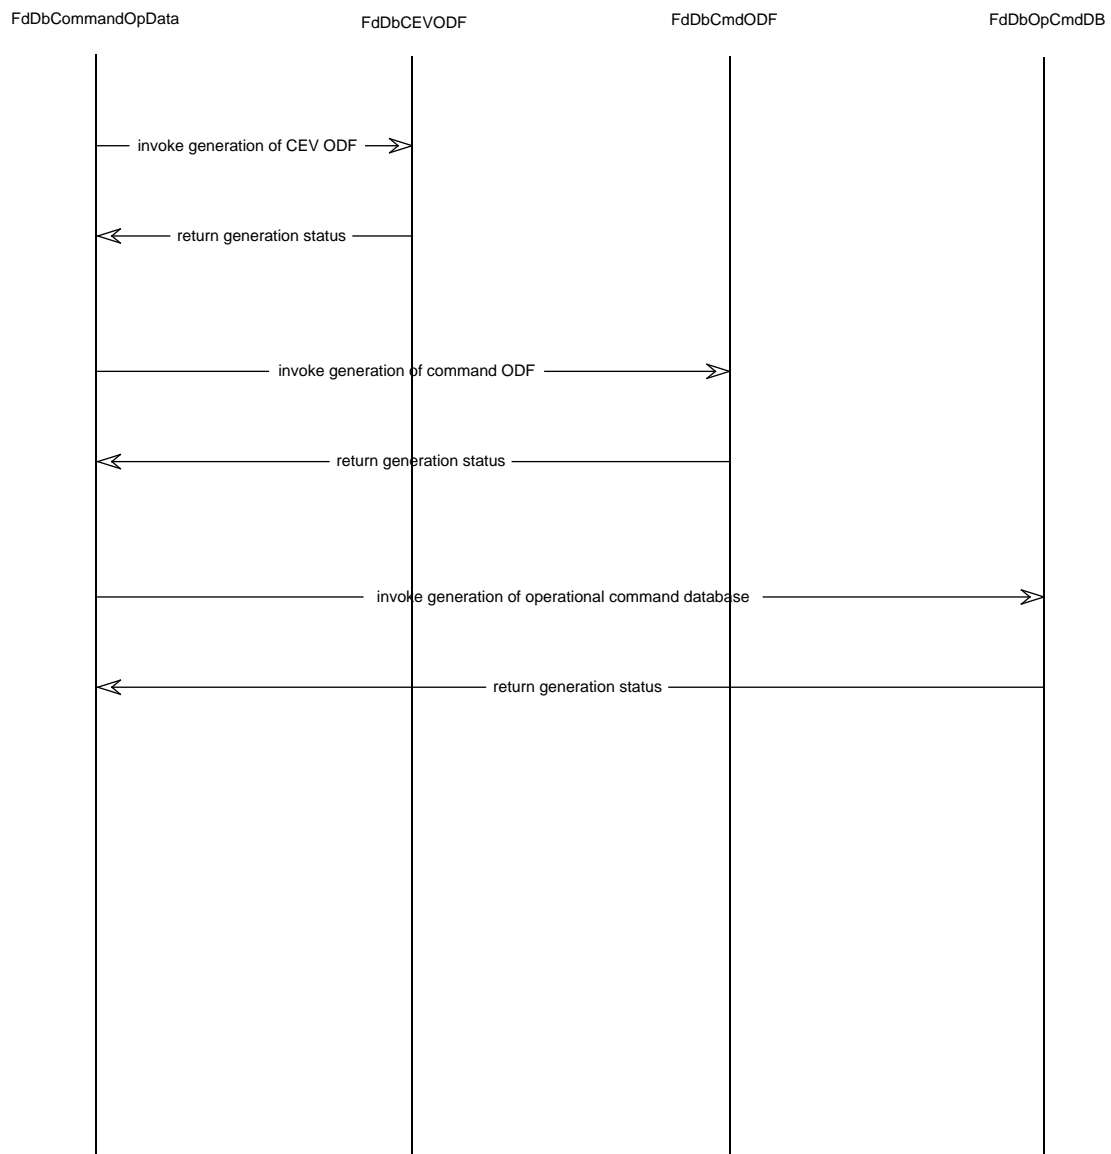 FdDbCommandOpData
FdDbCEVODF
FdDbCmdODF
FdDbOpCmdDB
invoke generation of CEV ODF
return generation status
invoke generation of command ODF
return generation status
invoke generation of operational command database
return generation status